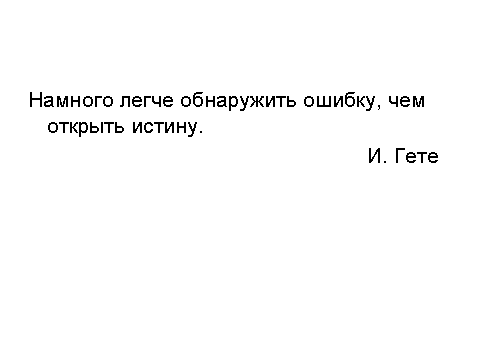 Намного легче обнаружить ошибку, чем
открыть истину.
И. Гете